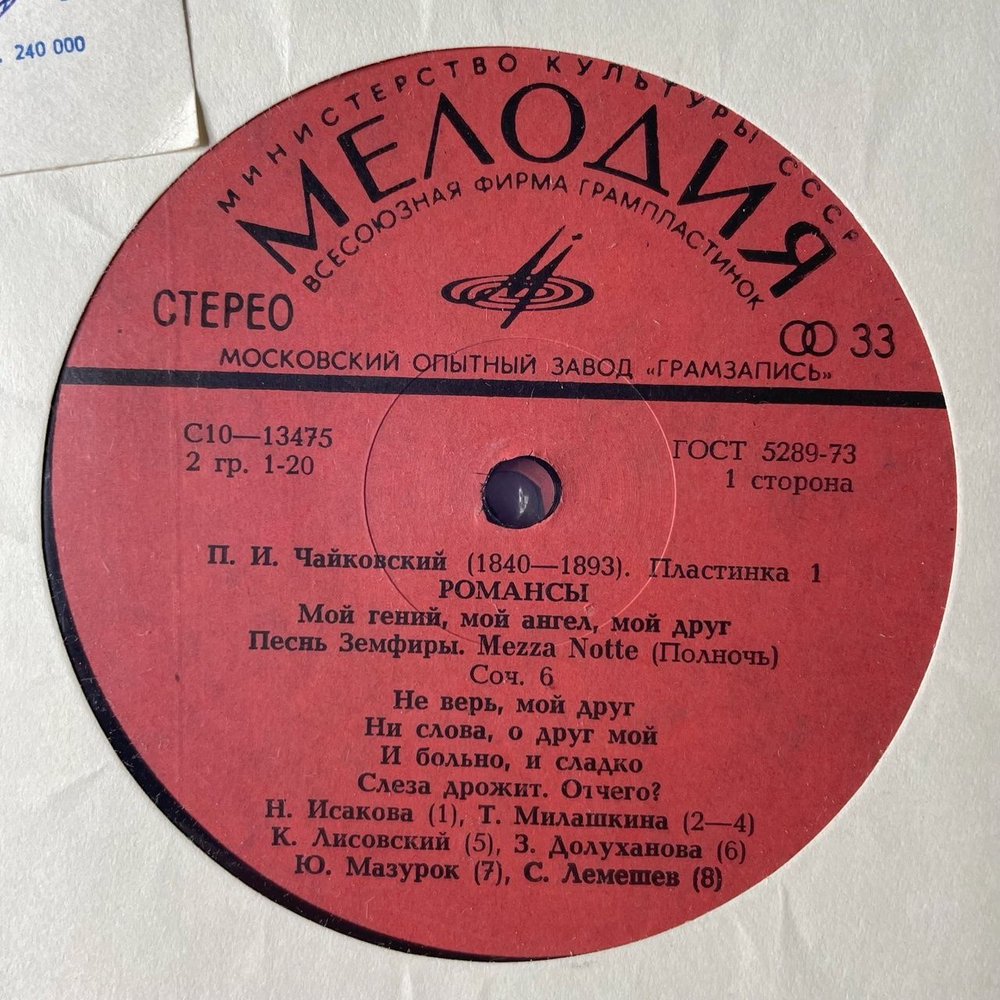 240 000
МИНИСТЕРСТВО КУЛЬТУРЫ СССР
МЕЛОДИЯ
ВСЕСОЮЗНАЯ ФИРМА ГРАМПЛАСТИНОК
СТЕРЕО
33
МОСКОВСКИЙ ОПЫТНЫЙ ЗАВОД «ГРАМЗАПИСЬ»
С10—13475
ГОСТ 5289-73
2 гр. 1-20
1 сторона
П. И. Чайковский (1840—1893). Пластинка 1
РОМАНСЫ
Мой гений, мой ангел, мой друг
Песнь Земфиры. Mezza Notte (Полночь)
Соч. 6
Не верь, мой друг
Ни слова, о друг мой
И больно, и сладко
Слеза дрожит. Отчего?
Н. Исакова (1), Т. Милашкина (2—4)
К. Лисовский (5), З. Долуханова (6)
Ю. Мазурок (7), С. Лемешев (8)